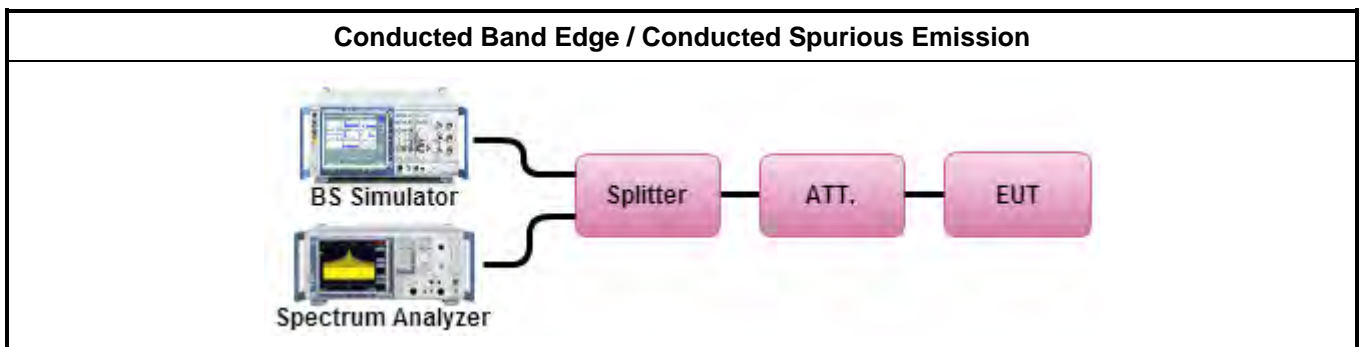 Conducted Band Edge / Conducted Spurious Emission
BS Simulator
Splitter
ATT.
EUT
Spectrum Analyzer